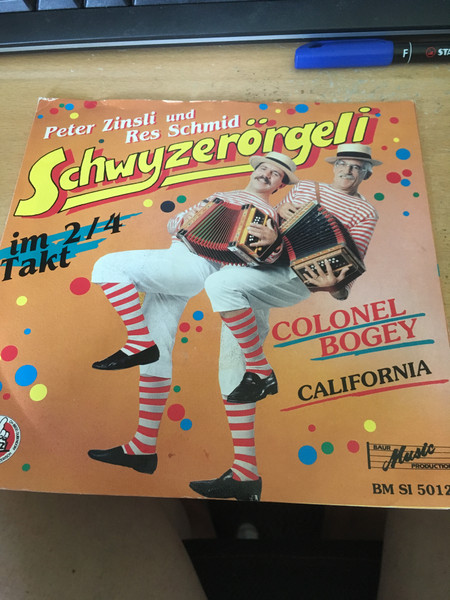 F
STA
Peter Zinsli und
Res Schmid
Schwyzerörgeli
im 2/4
Takt
COLONEL
BOGEY
CALIFORNIA
BAUR
Music
PRODUCTION
BM SI 5012